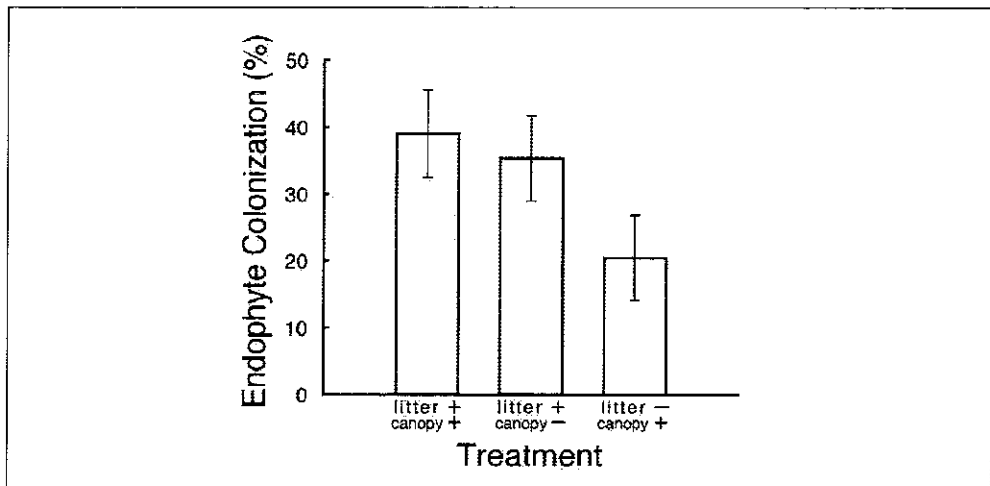 Endophyte Colonization (%)
50
40
30
20
10
0
litter + litter + litter −
canopy + canopy − canopy +
Treatment